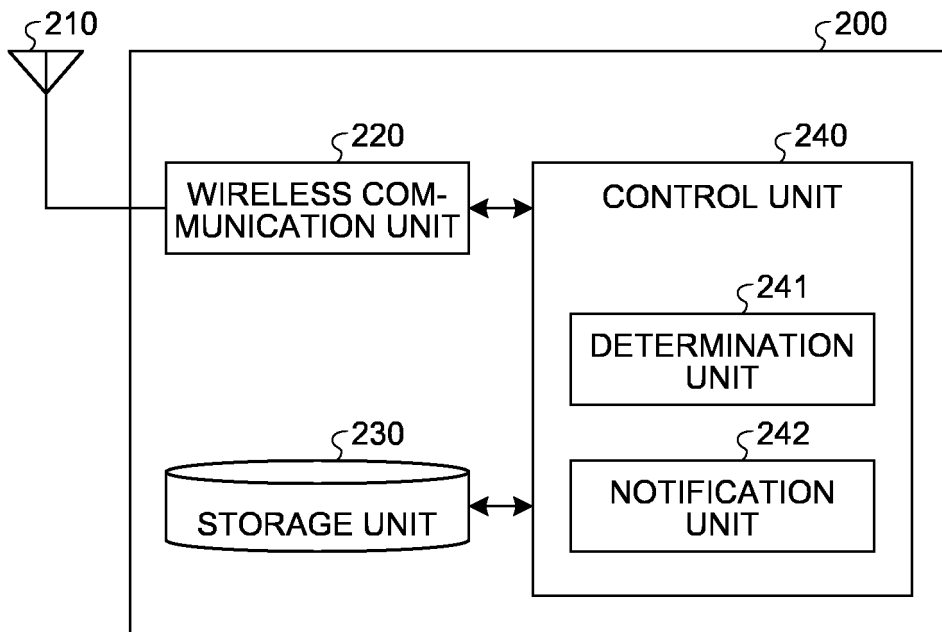 210
200
220
240
WIRELESS COM-
MUNICATION UNIT
CONTROL UNIT
241
DETERMINATION
UNIT
230
242
STORAGE UNIT
NOTIFICATION
UNIT